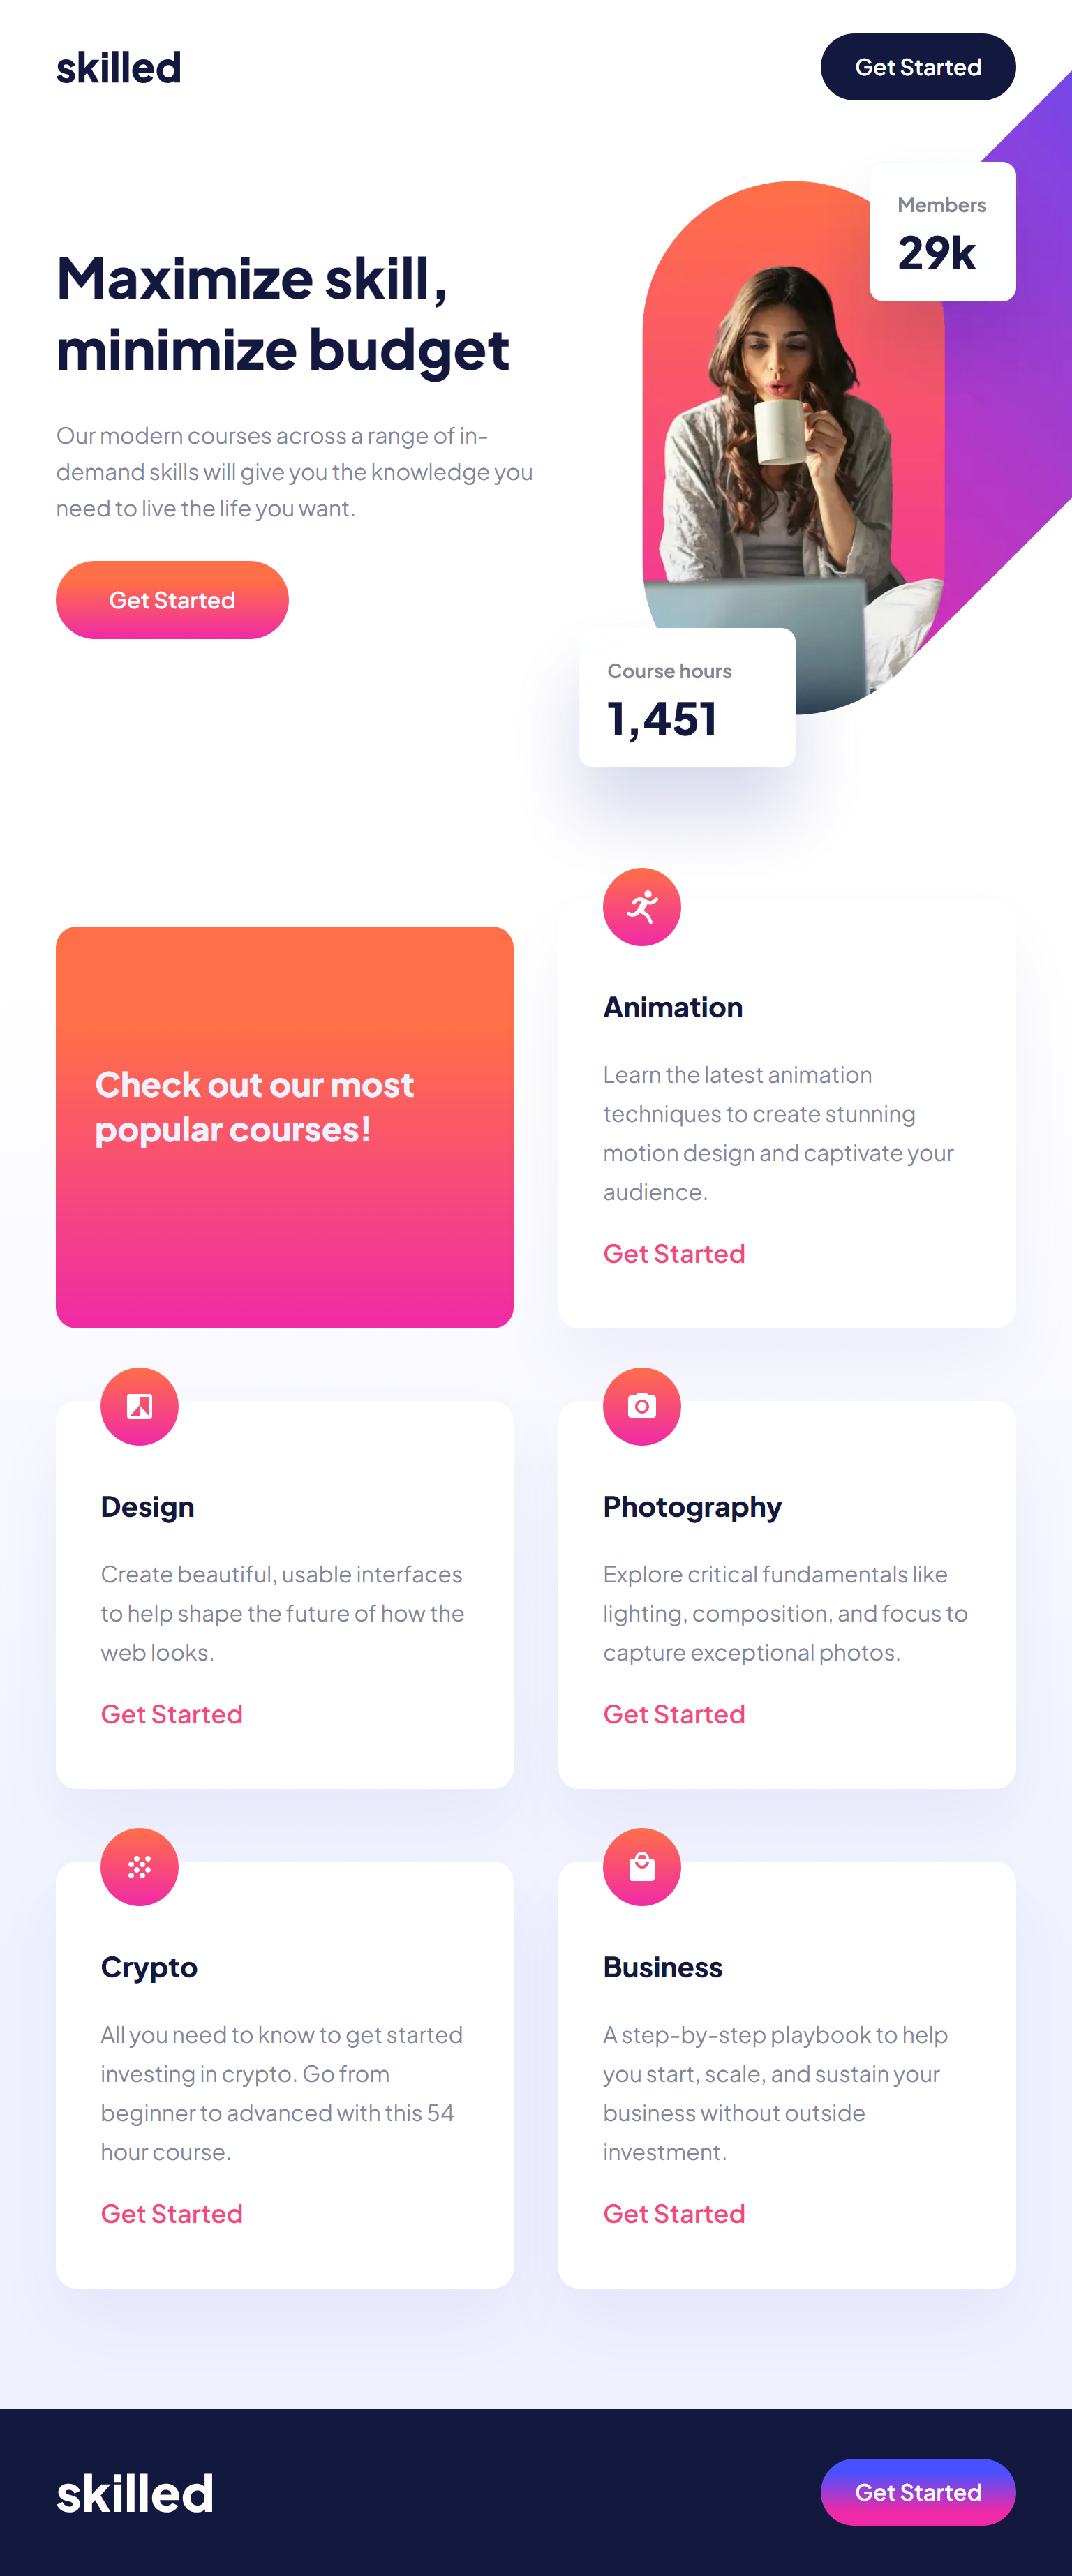 skilled
Get Started
Maximize skill,
minimize budget
Our modern courses across a range of in-
demand skills will give you the knowledge you
need to live the life you want.
Get Started
Members
29k
Course hours
1,451
Check out our most
popular courses!
Animation
Learn the latest animation
techniques to create stunning
motion design and captivate your
audience.
Get Started
Design
Create beautiful, usable interfaces
to help shape the future of how the
web looks.
Get Started
Photography
Explore critical fundamentals like
lighting, composition, and focus to
capture exceptional photos.
Get Started
Crypto
All you need to know to get started
investing in crypto. Go from
beginner to advanced with this 54
hour course.
Get Started
Business
A step-by-step playbook to help
you start, scale, and sustain your
business without outside
investment.
Get Started
skilled
Get Started